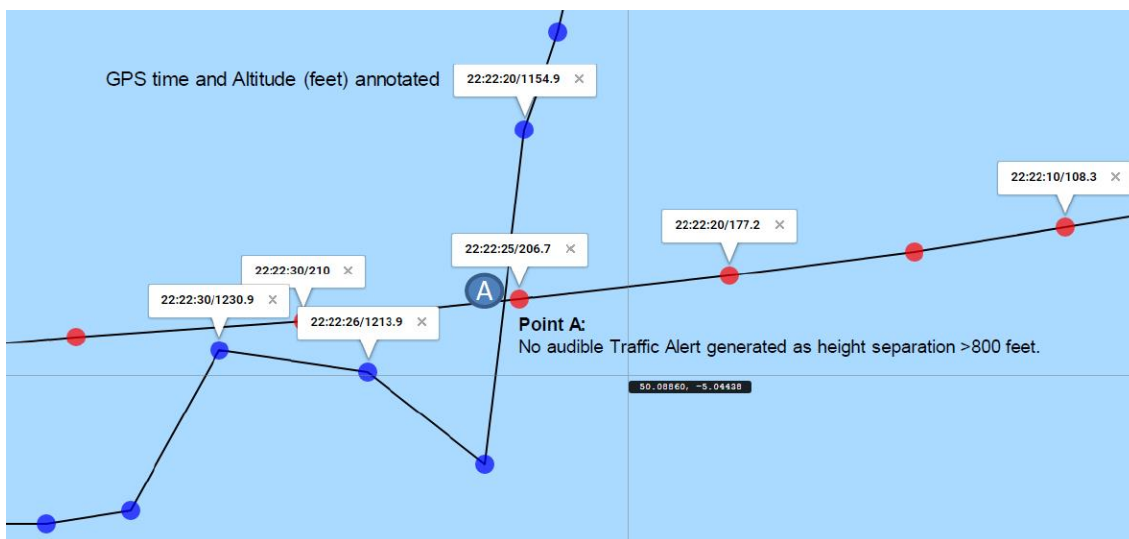 GPS time and Altitude (feet) annotated
22:22:20/1154.9 ×
22:22:10/108.3 ×
22:22:20/177.2 ×
22:22:25/206.7 ×
22:22:30/210 ×
22:22:30/1230.9 ×
A
22:22:26/1213.9 ×
Point A:
No audible Traffic Alert generated as height separation >800 feet.
50.08860, -5.04438